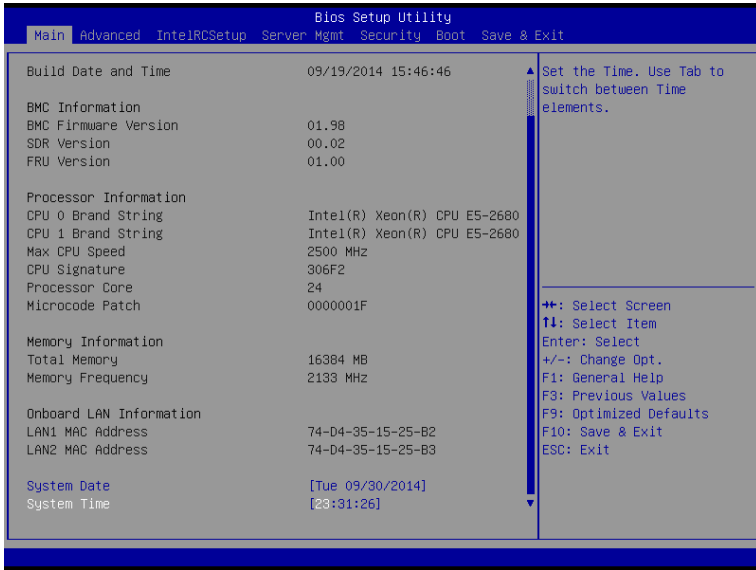 Bios Setup Utility
Main Advanced IntelRCSetup Server Mgmt Security Boot Save & Exit
Build Date and Time 09/19/2014 15:46:46
BMC Information
BMC Firmware Version 01.98
SDR Version 00.02
FRU Version 01.00
Processor Information
CPU 0 Brand String Intel(R) Xeon(R) CPU E5-2680
CPU 1 Brand String Intel(R) Xeon(R) CPU E5-2680
Max CPU Speed 2500 MHz
CPU Signature 306F2
Processor Core 24
Microcode Patch 0000001F
Memory Information
Total Memory 16384 MB
Memory Frequency 2133 MHz
Onboard LAN Information
LAN1 MAC Address 74-D4-35-15-25-B2
LAN2 MAC Address 74-D4-35-15-25-B3
System Date [Tue 09/30/2014]
System Time [23:31:26]
Set the Time. Use Tab to
switch between Time
elements.
→←: Select Screen
↑↓: Select Item
Enter: Select
+/-: Change Opt.
F1: General Help
F3: Previous Values
F9: Optimized Defaults
F10: Save & Exit
ESC: Exit